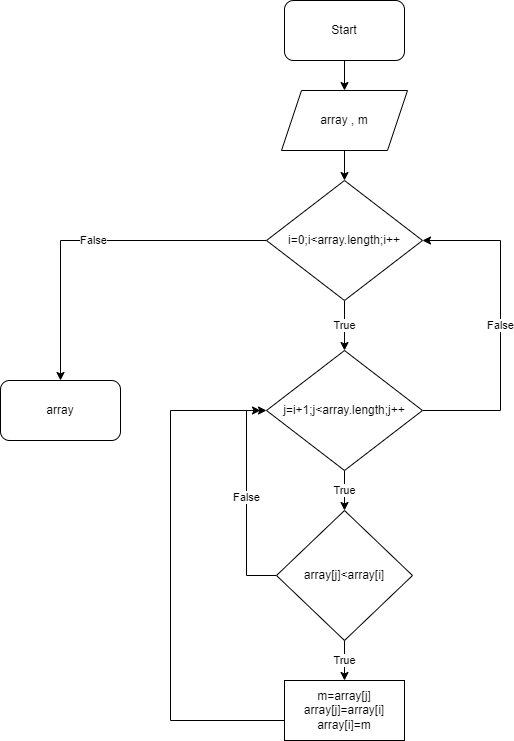 Start
array , m
i=0;i<array.length;i++
False
True
False
array
j=i+1;j<array.length;j++
True
False
array[j]<array[i]
True
m=array[j]
array[j]=array[i]
array[i]=m